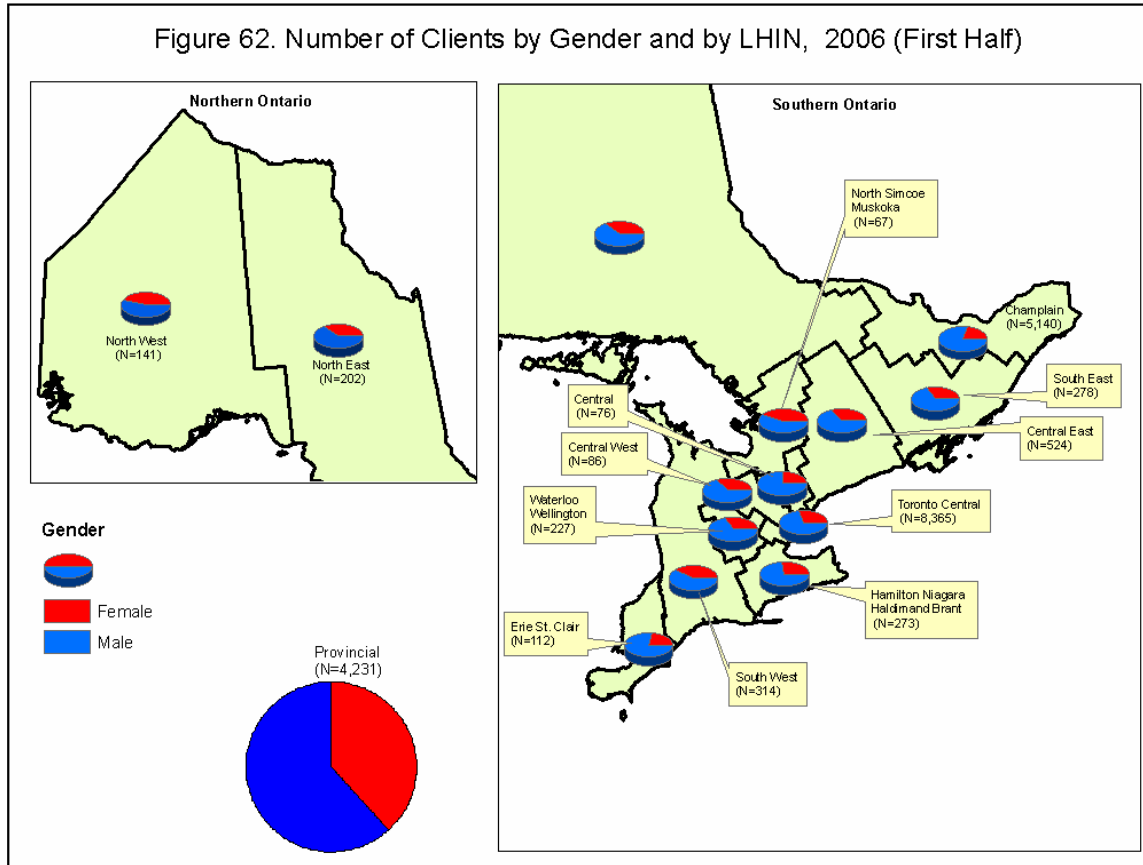 Figure 62. Number of Clients by Gender and by LHIN, 2006 (First Half)
Northern Ontario
North West
(N=141)
North East
(N=202)
Southern Ontario
North Simcoe
Muskoka
(N=67)
Champlain
(N=5,140)
South East
(N=278)
Central
(N=76)
Central East
(N=524)
Central West
(N=86)
Waterloo
Wellington
(N=227)
Toronto Central
(N=8,365)
Hamilton Niagara
Haldimand Brant
(N=273)
Erie St. Clair
(N=112)
South West
(N=314)
Gender
Female
Male
Provincial
(N=4,231)